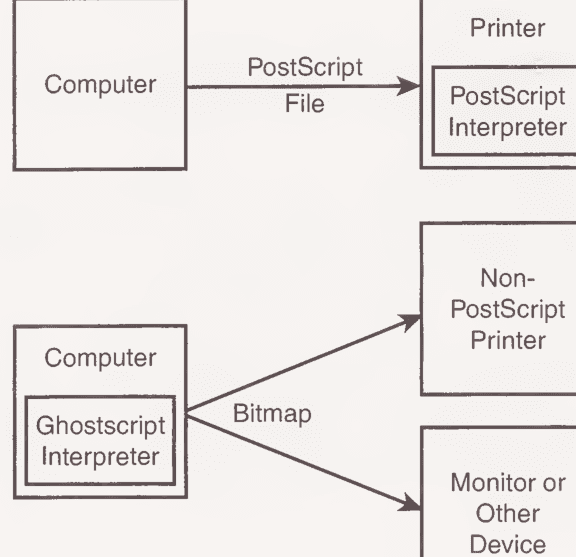 Computer
PostScript
File
Printer
PostScript
Interpreter
Non-
PostScript
Printer
Computer
Ghostscript
Interpreter
Bitmap
Monitor or
Other
Device